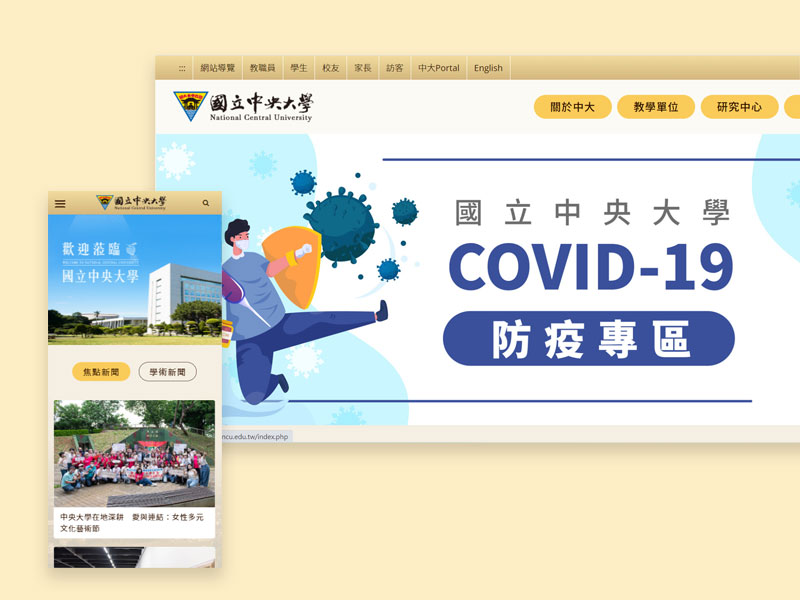 :::
網站導覽
教職員
學生
校友
家長
訪客
中大Portal
English
國立中央大學
National Central University
關於中大
教學單位
研究中心
國立中央大學
COVID-19
防疫專區
ncu.edu.tw/index.php
國立中央大學
National Central University
歡迎蒞臨
WELCOME TO NATIONAL CENTRAL UNIVERSITY
國立中央大學
焦點新聞
學術新聞
中央大學在地深耕 愛與連結：女性多元
文化藝術節